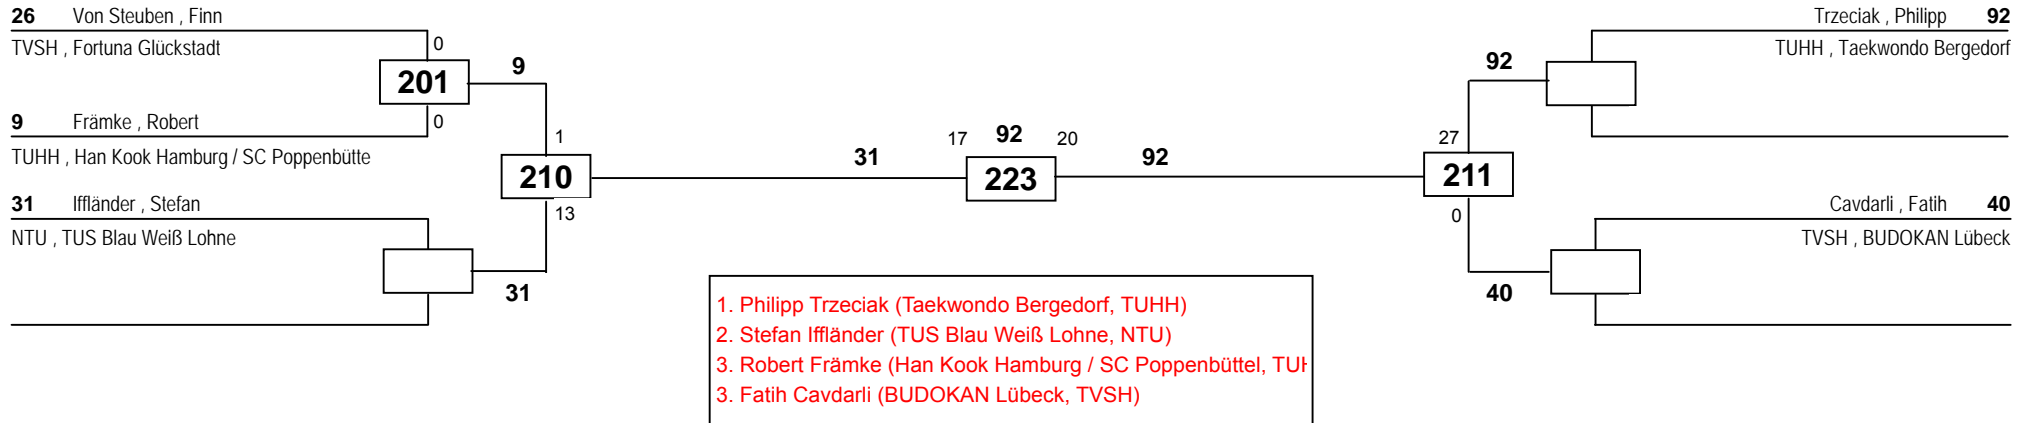 26 Von Steuben , Finn
TVSH , Fortuna Glückstadt
0
201
9
0
9 Främke , Robert
TUHH , Han Kook Hamburg / SC Poppenbütte
1
210
13
31 Iffländer , Stefan
NTU , TUS Blau Weiß Lohne
31
31
17 92 20
223
92
Trzeciak , Philipp 92
TUHH , Taekwondo Bergedorf
92
27
211
0
Cavdarli , Fatih 40
TVSH , BUDOKAN Lübeck
40
1. Philipp Trzeciak (Taekwondo Bergedorf, TUHH)
2. Stefan Iffländer (TUS Blau Weiß Lohne, NTU)
3. Robert Främke (Han Kook Hamburg / SC Poppenbüttel, TUH
3. Fatih Cavdarli (BUDOKAN Lübeck, TVSH)